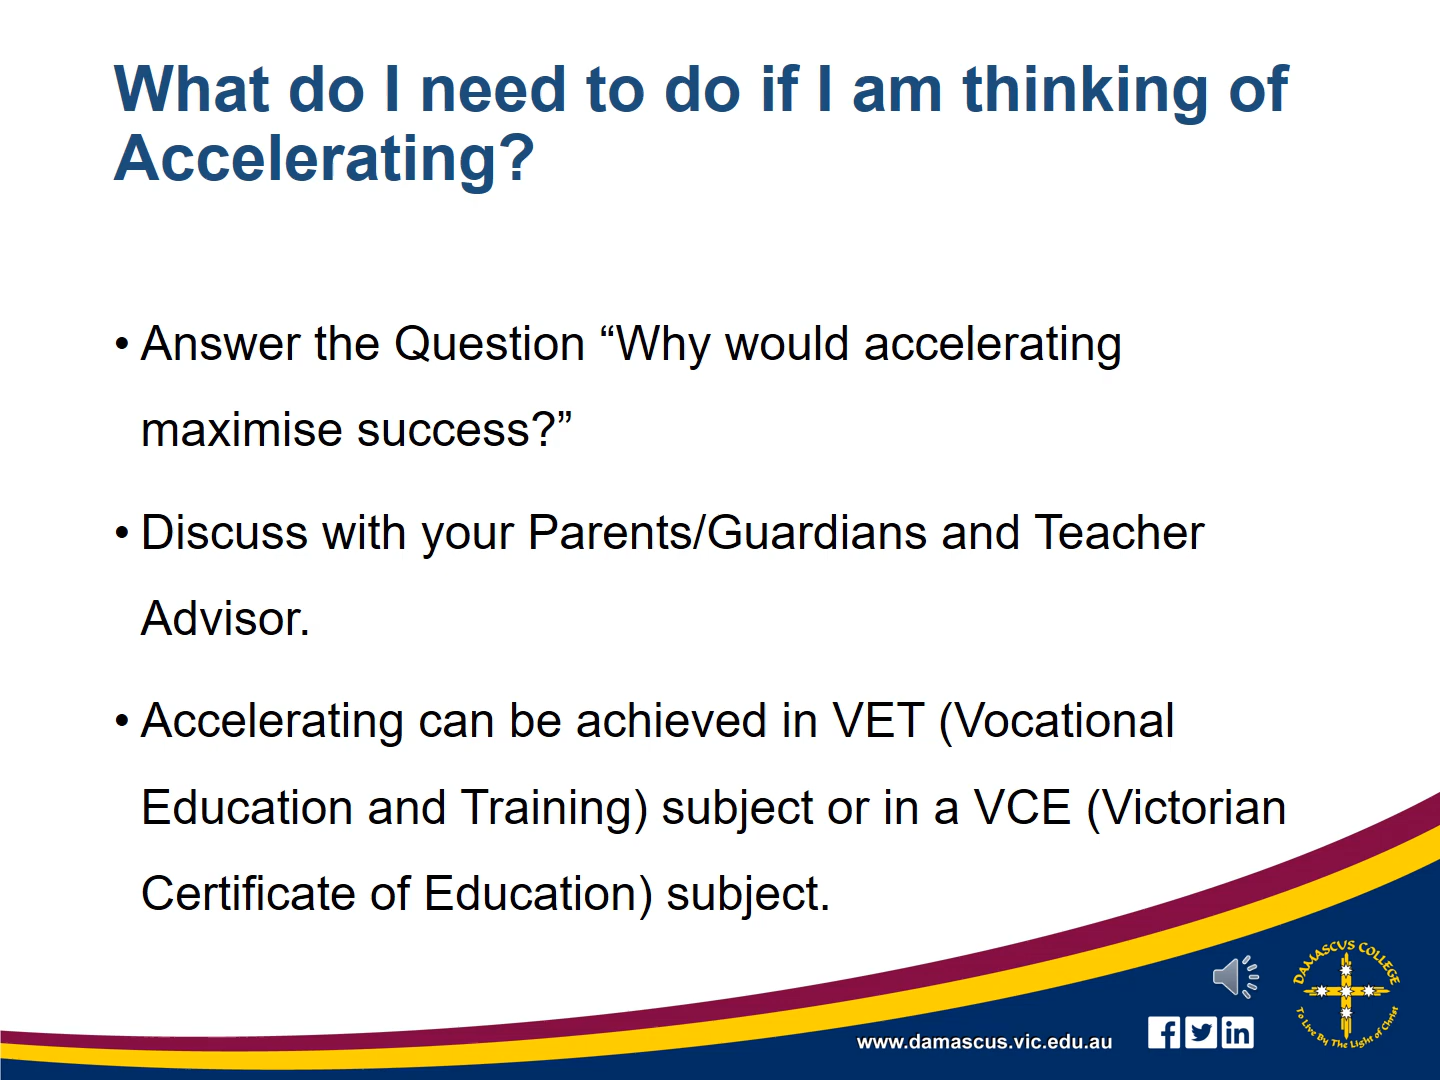 What do I need to do if I am thinking of
Accelerating?
• Answer the Question “Why would accelerating
maximise success?”
• Discuss with your Parents/Guardians and Teacher
Advisor.
• Accelerating can be achieved in VET (Vocational
Education and Training) subject or in a VCE (Victorian
Certificate of Education) subject.
DAMASCUS COLLEGE
To Live By The Light of Christ
www.damascus.vic.edu.au